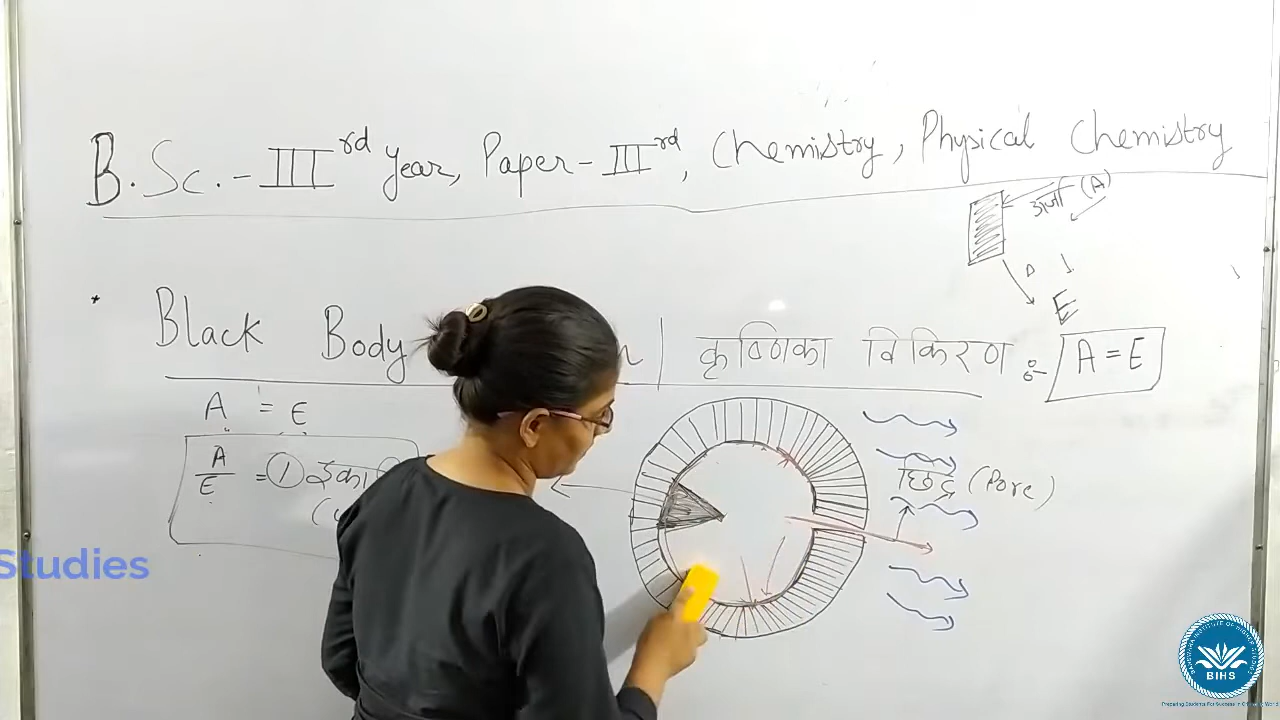 B.Sc. - III rd Year, Paper - III rd, Chemistry, Physical Chemistry
ऊर्जा (A)
E
* Black Body | कृष्णिका विकिरण :-
A = E
A = E
A/E = 1
छिद्र (Pore)
Studies
BIHS